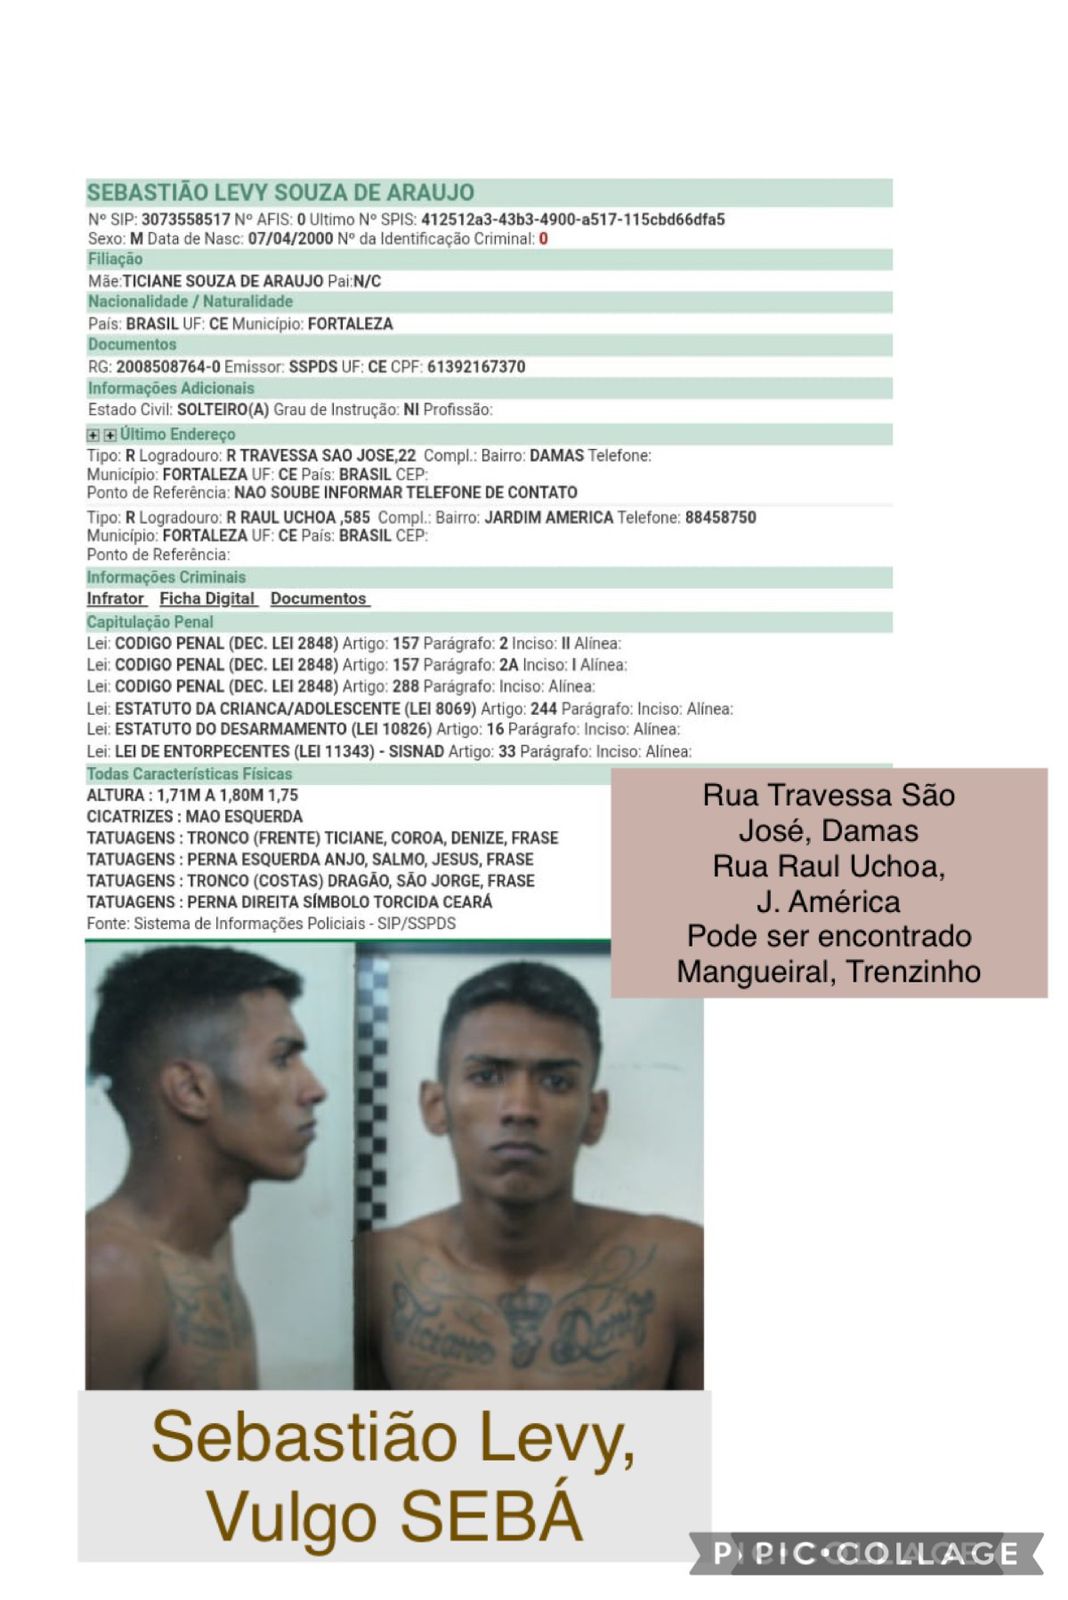 SEBASTIÃO LEVY SOUZA DE ARAUJO
Nº SIP: 3073558517 Nº AFIS: 0 Ultimo Nº SPIS: 412512a3-43b3-4900-a517-115cbd66dfa5
Sexo: M Data de Nasc: 07/04/2000 Nº da Identificação Criminal: 0
Filiação
Mãe:TICIANE SOUZA DE ARAUJO Pai:N/C
Nacionalidade / Naturalidade
País: BRASIL UF: CE Município: FORTALEZA
Documentos
RG: 2008508764-0 Emissor: SSPDS UF: CE CPF: 61392167370
Informações Adicionais
Estado Civil: SOLTEIRO(A) Grau de Instrução: NI Profissão:
Último Endereço
Tipo: R Logradouro: R TRAVESSA SAO JOSE,22 Compl.: Bairro: DAMAS Telefone:
Município: FORTALEZA UF: CE País: BRASIL CEP:
Ponto de Referência: NAO SOUBE INFORMAR TELEFONE DE CONTATO
Tipo: R Logradouro: R RAUL UCHOA ,585 Compl.: Bairro: JARDIM AMERICA Telefone: 88458750
Município: FORTALEZA UF: CE País: BRASIL CEP:
Ponto de Referência:
Informações Criminais
Infrator Ficha Digital Documentos
Capitulação Penal
Lei: CODIGO PENAL (DEC. LEI 2848) Artigo: 157 Parágrafo: 2 Inciso: II Alínea:
Lei: CODIGO PENAL (DEC. LEI 2848) Artigo: 157 Parágrafo: 2A Inciso: I Alínea:
Lei: CODIGO PENAL (DEC. LEI 2848) Artigo: 288 Parágrafo: Inciso: Alínea:
Lei: ESTATUTO DA CRIANCA/ADOLESCENTE (LEI 8069) Artigo: 244 Parágrafo: Inciso: Alínea:
Lei: ESTATUTO DO DESARMAMENTO (LEI 10826) Artigo: 16 Parágrafo: Inciso: Alínea:
Lei: LEI DE ENTORPECENTES (LEI 11343) - SISNAD Artigo: 33 Parágrafo: Inciso: Alínea:
Todas Características Físicas
ALTURA : 1,71M A 1,80M 1,75
CICATRIZES : MAO ESQUERDA
TATUAGENS : TRONCO (FRENTE) TICIANE, COROA, DENIZE, FRASE
TATUAGENS : PERNA ESQUERDA ANJO, SALMO, JESUS, FRASE
TATUAGENS : TRONCO (COSTAS) DRAGÃO, SÃO JORGE, FRASE
TATUAGENS : PERNA DIREITA SÍMBOLO TORCIDA CEARÁ
Fonte: Sistema de Informações Policiais - SIP/SSPDS
Rua Travessa São
José, Damas
Rua Raul Uchoa,
J. América
Pode ser encontrado
Mangueiral, Trenzinho
Sebastião Levy,
Vulgo SEBÁ
PIC•COLLAGE